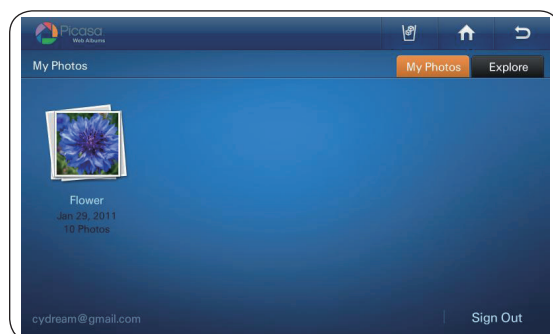 Picasa
Web Albums
My Photos
My Photos
Explore
Flower
Jan 29, 2011
10 Photos
cydream@gmail.com
Sign Out